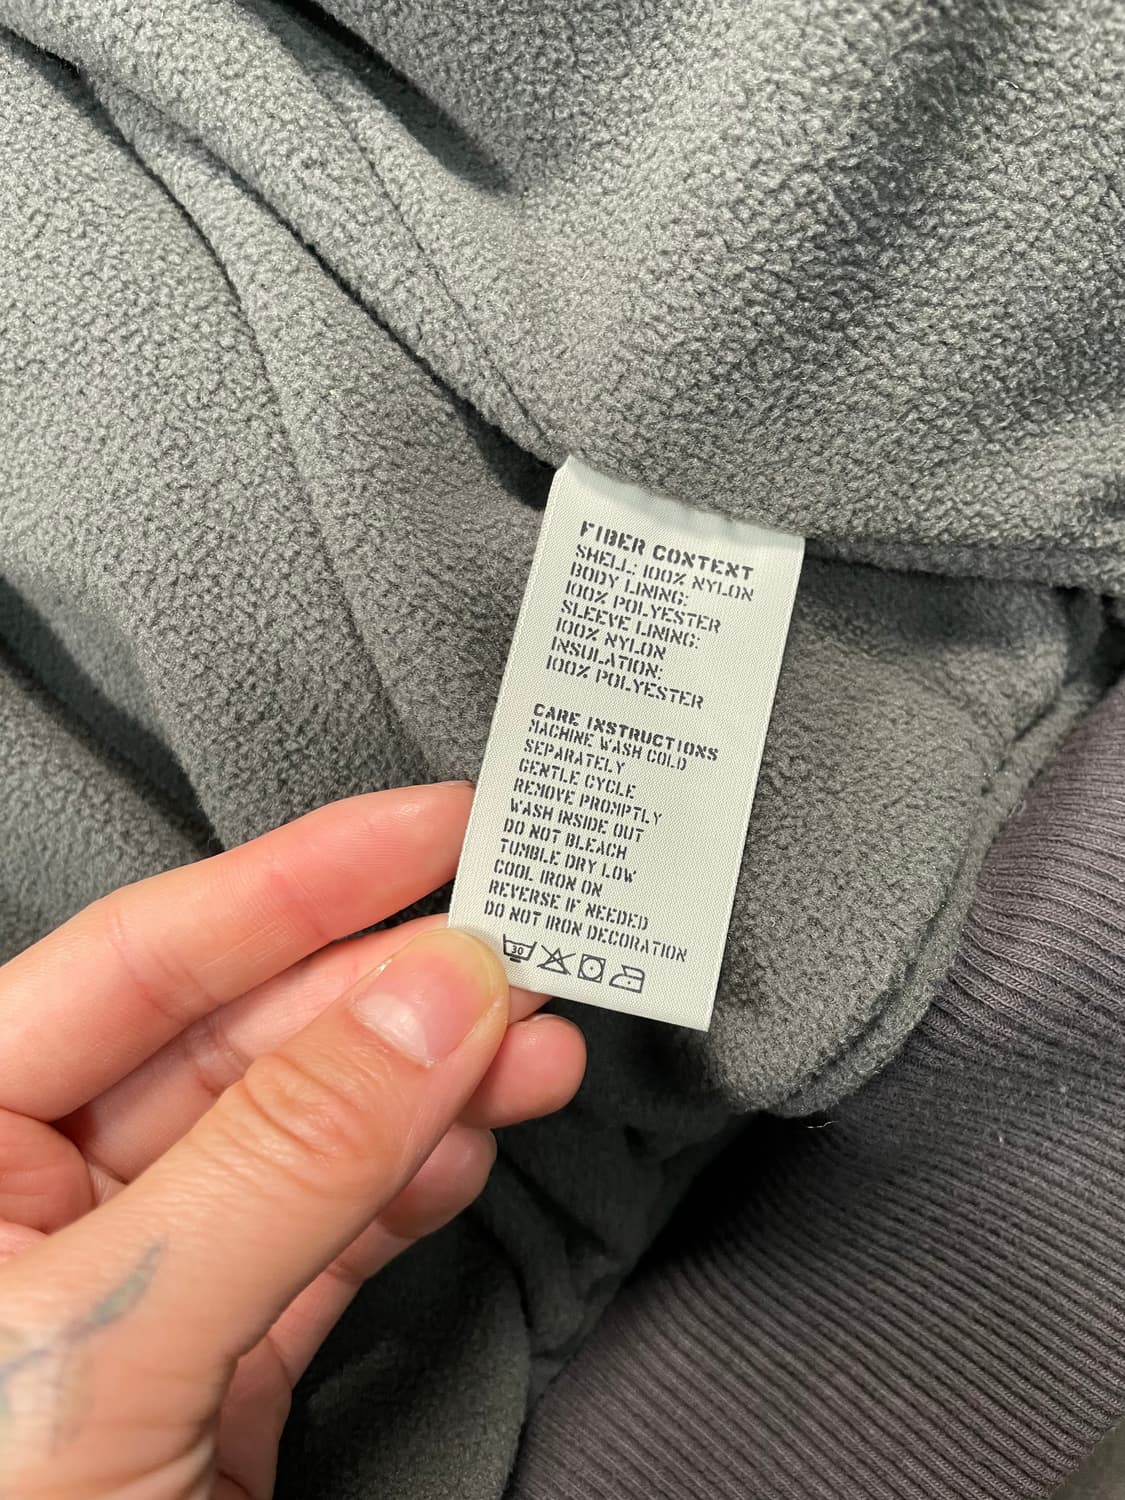 FIBER CONTEXT
SHELL: 100% NYLON
BODY LINING:
100% POLYESTER
SLEEVE LINING:
100% NYLON
INSULATION:
100% POLYESTER
CARE INSTRUCTIONS
MACHINE WASH COLD
SEPARATELY
GENTLE CYCLE
REMOVE PROMPTLY
WASH INSIDE OUT
DO NOT BLEACH
TUMBLE DRY LOW
COOL IRON ON
REVERSE IF NEEDED
DO NOT IRON DECORATION
30